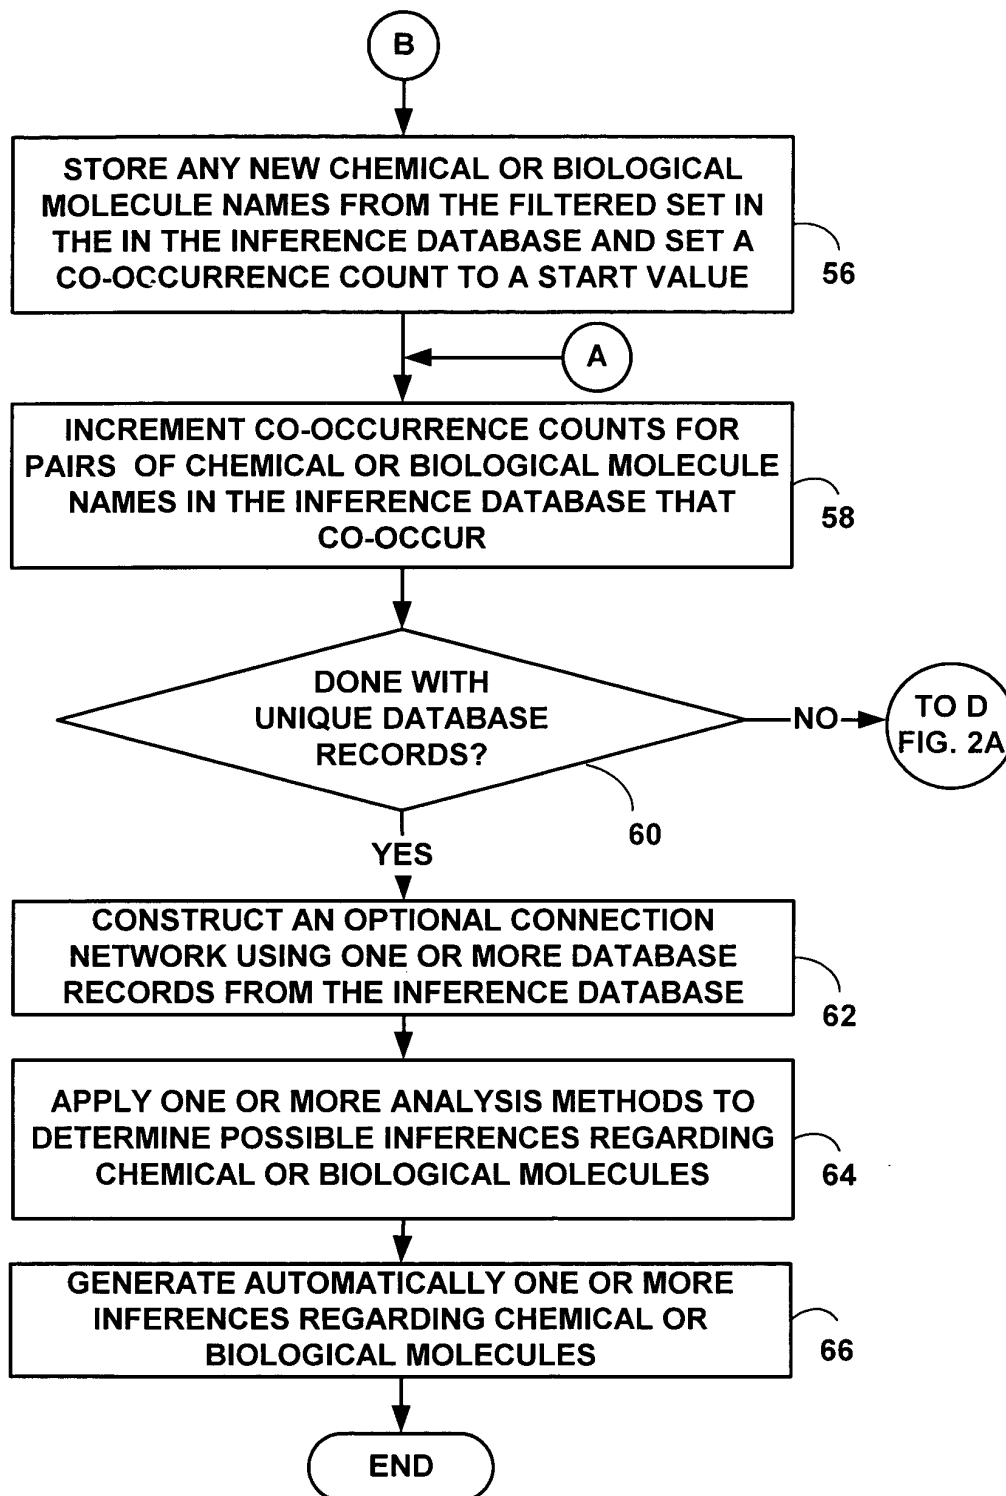 B
STORE ANY NEW CHEMICAL OR BIOLOGICAL
MOLECULE NAMES FROM THE FILTERED SET IN
THE IN THE INFERENCE DATABASE AND SET A
CO-OCCURRENCE COUNT TO A START VALUE
56
A
INCREMENT CO-OCCURRENCE COUNTS FOR
PAIRS OF CHEMICAL OR BIOLOGICAL MOLECULE
NAMES IN THE INFERENCE DATABASE THAT
CO-OCCUR
58
DONE WITH
UNIQUE DATABASE
RECORDS?
NO
TO D
FIG. 2A
60
YES
CONSTRUCT AN OPTIONAL CONNECTION
NETWORK USING ONE OR MORE DATABASE
RECORDS FROM THE INFERENCE DATABASE
62
APPLY ONE OR MORE ANALYSIS METHODS TO
DETERMINE POSSIBLE INFERENCES REGARDING
CHEMICAL OR BIOLOGICAL MOLECULES
64
GENERATE AUTOMATICALLY ONE OR MORE
INFERENCES REGARDING CHEMICAL OR
BIOLOGICAL MOLECULES
66
END